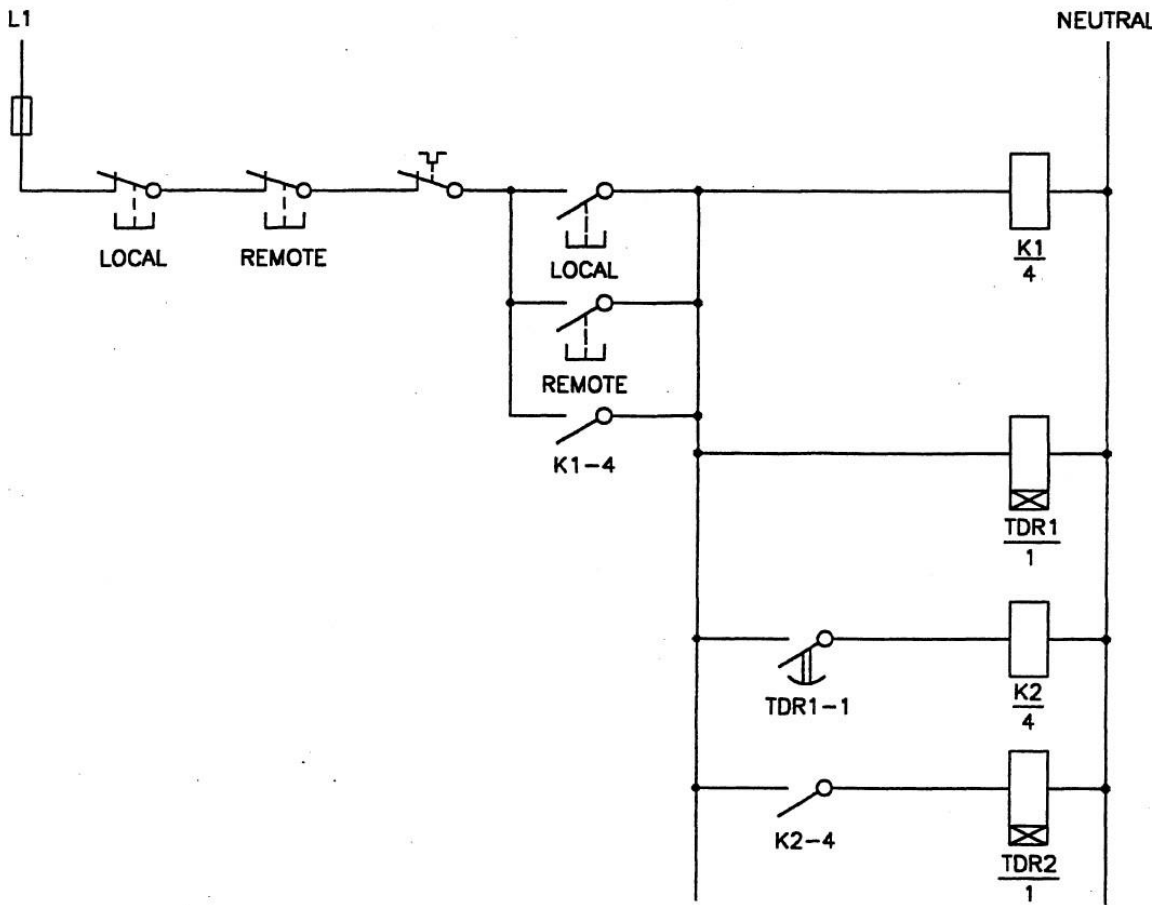 L1
NEUTRAL
LOCAL
REMOTE
LOCAL
K1
4
REMOTE
K1-4
TDR1
1
TDR1-1
K2
4
K2-4
TDR2
1